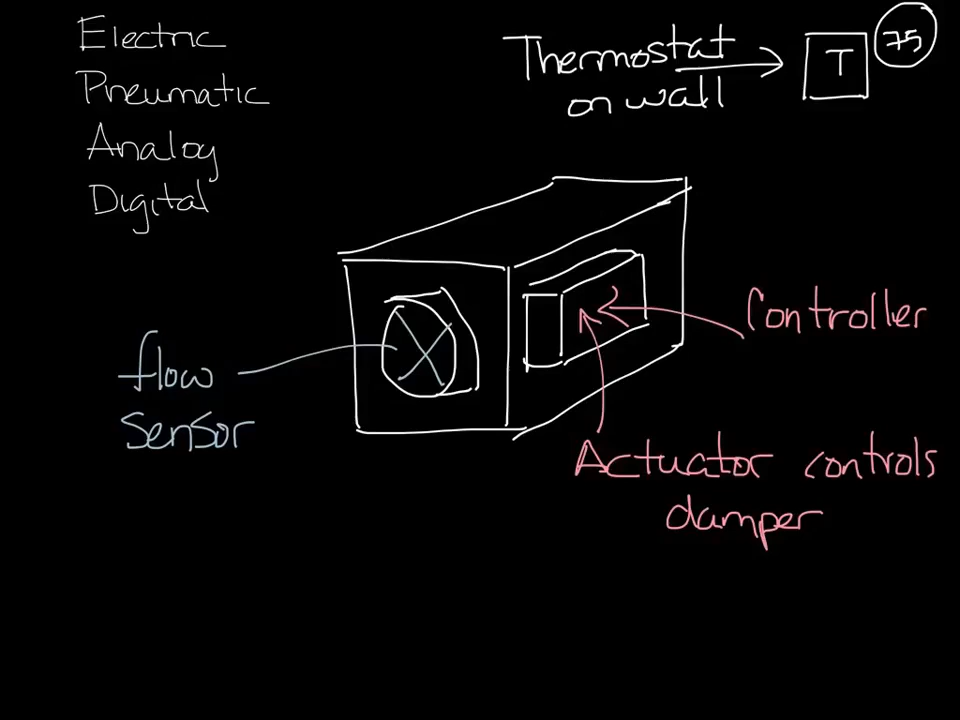 Electric
Pneumatic
Analog
Digital
Thermostat
on wall
T
75
flow
sensor
Controller
Actuator controls
damper